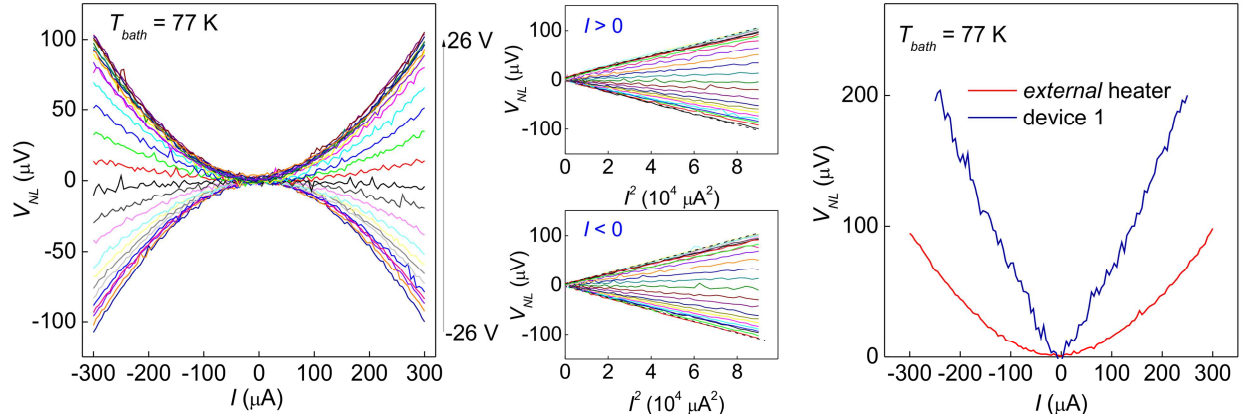 T_bath = 77 K
100
50
0
-50
-100
V_NL (μV)
-300 -200 -100 0 100 200 300
I (μA)
26 V
-26 V
I > 0
100
0
-100
V_NL (μV)
0 2 4 6 8
I² (10⁴ μA²)
I < 0
100
0
-100
V_NL (μV)
0 2 4 6 8
I² (10⁴ μA²)
T_bath = 77 K
external heater
device 1
200
100
0
V_NL (μV)
-300 -200 -100 0 100 200 300
I (μA)